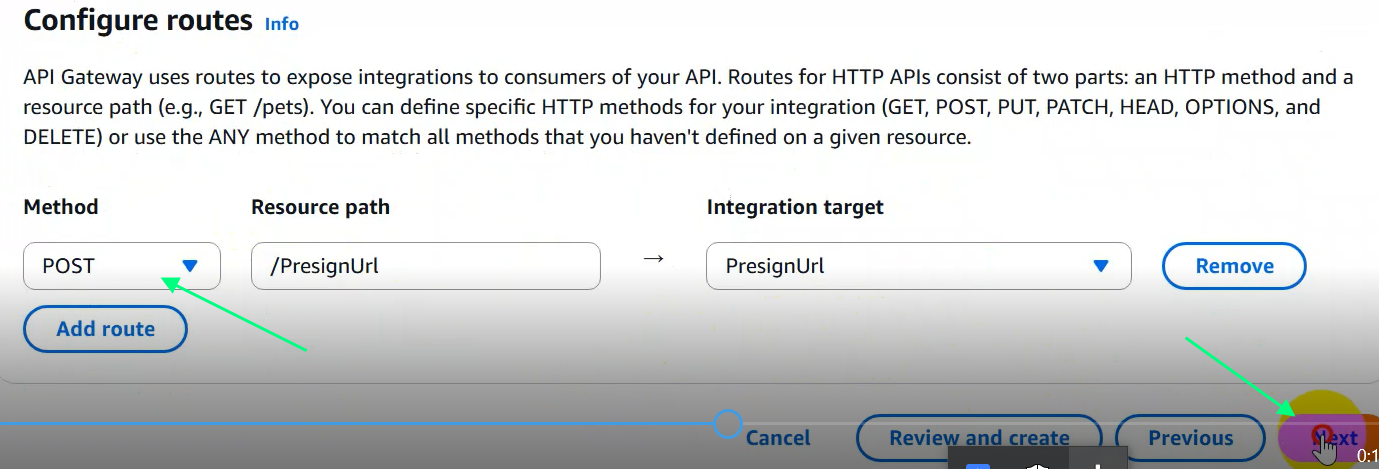 Configure routes Info
API Gateway uses routes to expose integrations to consumers of your API. Routes for HTTP APIs consist of two parts: an HTTP method and a
resource path (e.g., GET /pets). You can define specific HTTP methods for your integration (GET, POST, PUT, PATCH, HEAD, OPTIONS, and
DELETE) or use the ANY method to match all methods that you haven't defined on a given resource.
Method Resource path Integration target
POST /PresignUrl → PresignUrl Remove
Add route
Cancel Review and create Previous Next
0:1